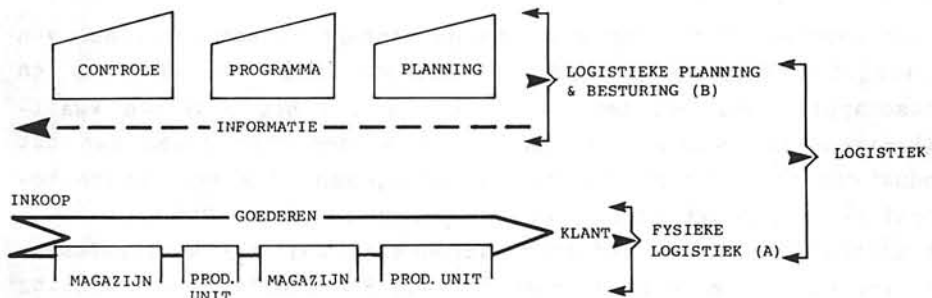 CONTROLE
PROGRAMMA
PLANNING
LOGISTIEKE PLANNING
& BESTURING (B)
INFORMATIE
LOGISTIEK
INKOOP
GOEDEREN
KLANT
FYSIEKE
LOGISTIEK (A)
MAGAZIJN
PROD.
UNIT
MAGAZIJN
PROD. UNIT